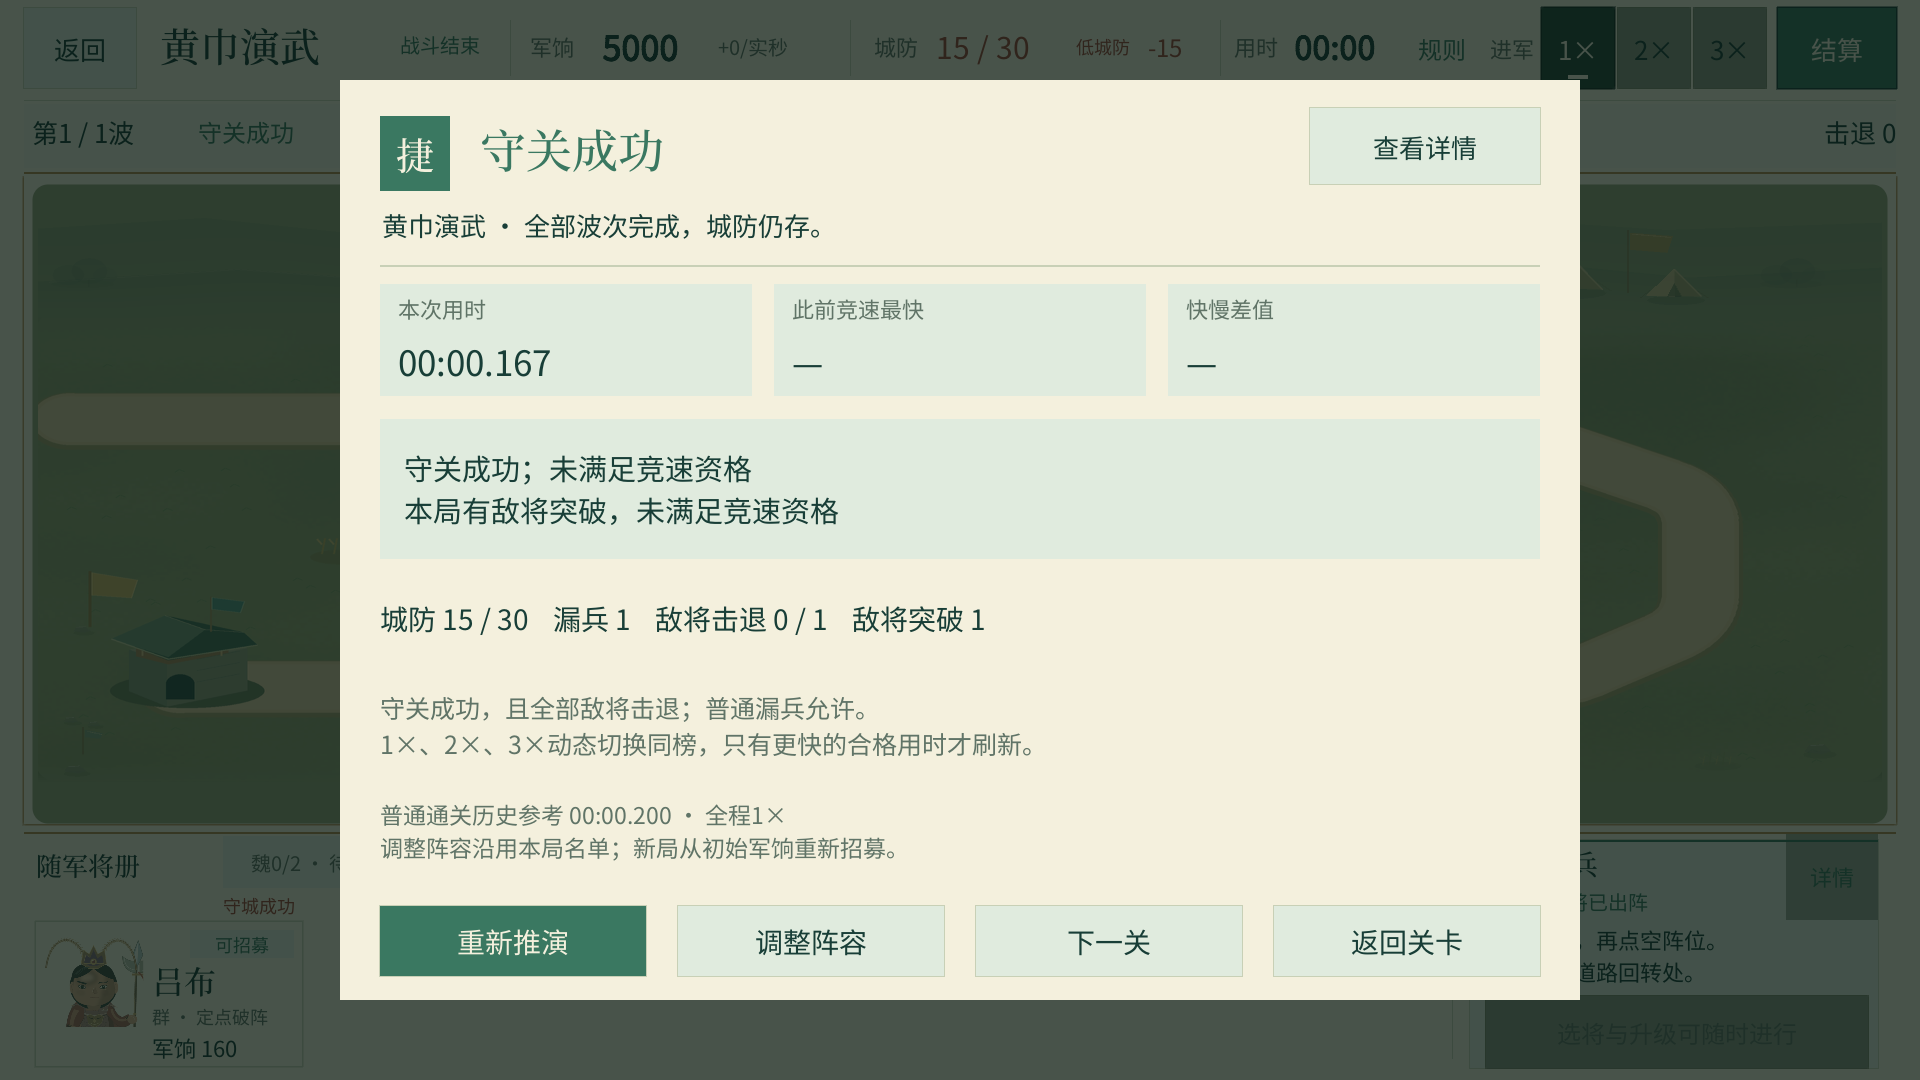 返回
黄巾演武
战斗结束
军饷 5000 +0/实秒
城防 15 / 30 低城防 -15
用时 00:00
规则
进军
1×
2×
3×
结算
第1 / 1波
守关成功
击退 0
捷
守关成功
查看详情
黄巾演武 · 全部波次完成，城防仍存。
本次用时
00:00.167
此前竞速最快
—
快慢差值
—
守关成功；未满足竞速资格
本局有敌将突破，未满足竞速资格
城防 15 / 30 漏兵 1 敌将击退 0 / 1 敌将突破 1
守关成功，且全部敌将击退；普通漏兵允许。
1×、2×、3×动态切换同榜，只有更快的合格用时才刷新。
普通通关历史参考 00:00.200 · 全程1×
调整阵容沿用本局名单；新局从初始军饷重新招募。
重新推演
调整阵容
下一关
返回关卡
随军将册
魏0/2 ·
守城成功
可招募
吕布
群 · 定点破阵
军饷 160
兵
详情
已出阵
，再点空阵位。
道路回转处。
选将与升级可随时进行